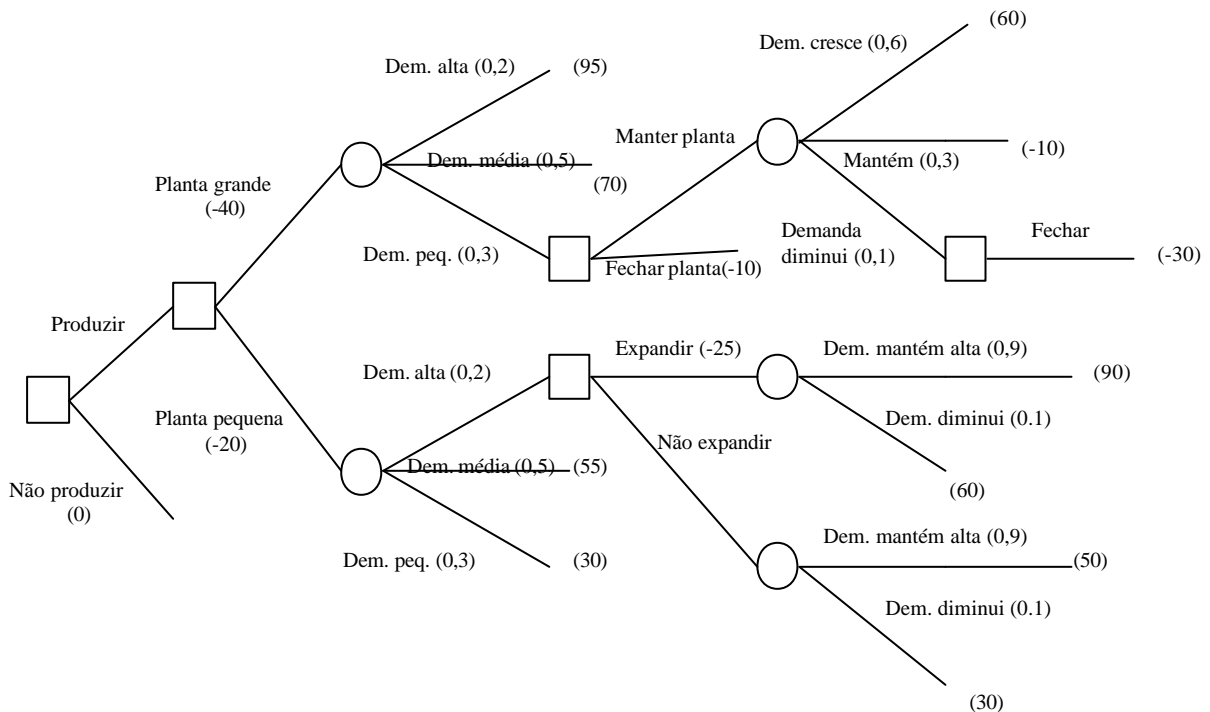 (60)
Dem. cresce (0,6)
Dem. alta (0,2)
(95)
Manter planta
Dem. média (0,5)
Mantém (0,3)
(-10)
Planta grande
(-40)
(70)
Demanda
diminui (0,1)
Fechar
Dem. peq. (0,3)
Fechar planta(-10)
(-30)
Produzir
Expandir (-25)
Dem. mantém alta (0,9)
Dem. alta (0,2)
(90)
Planta pequena
(-20)
Dem. diminui (0.1)
Não expandir
Dem. média (0,5)
(55)
Não produzir
(0)
(60)
Dem. mantém alta (0,9)
Dem. peq. (0,3)
(30)
(50)
Dem. diminui (0.1)
(30)